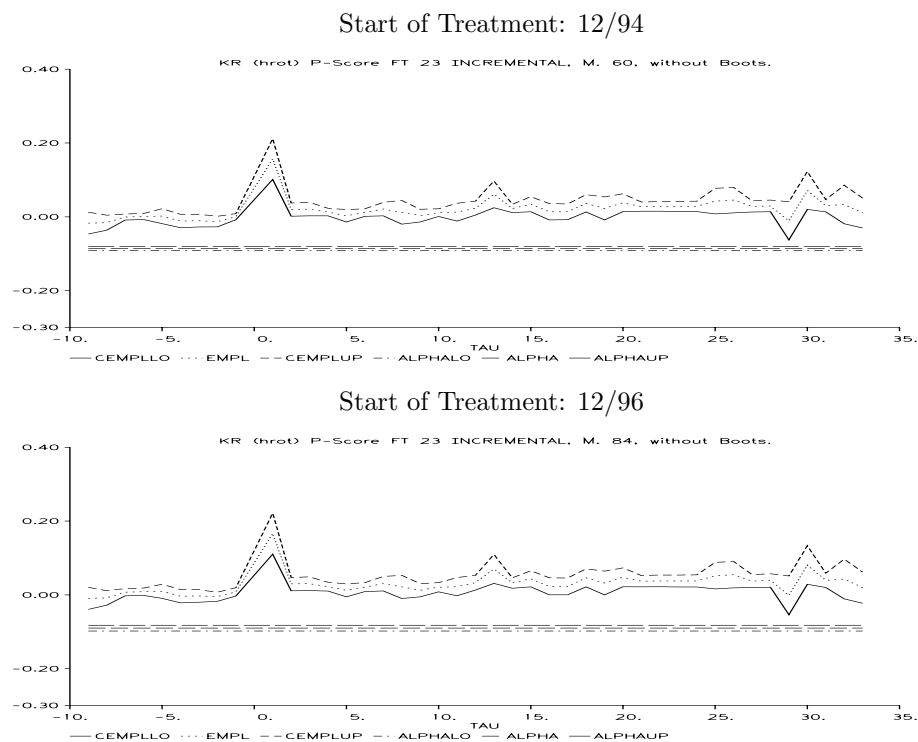 Start of Treatment: 12/94
KR (hrot) P-Score FT 23 INCREMENTAL, M. 60, without Boots.
0.40
0.20
0.00
-0.20
-0.30
-10. -5. 0. 5. 10. 15. 20. 25. 30. 35.
TAU
CEMPLLO EMPL CEMPLUP ALPHALO ALPHA ALPHAUP
Start of Treatment: 12/96
KR (hrot) P-Score FT 23 INCREMENTAL, M. 84, without Boots.
0.40
0.20
0.00
-0.20
-0.30
-10. -5. 0. 5. 10. 15. 20. 25. 30. 35.
TAU
CEMPLLO EMPL CEMPLUP ALPHALO ALPHA ALPHAUP